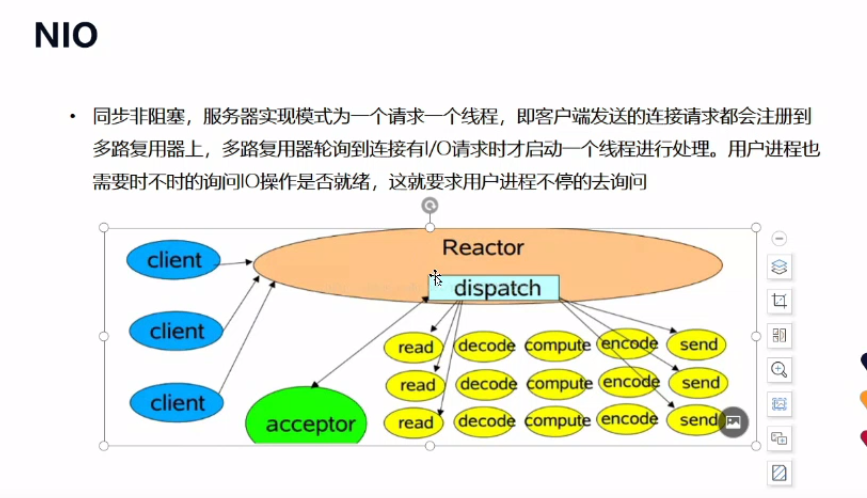 NIO
• 同步非阻塞，服务器实现模式为一个请求一个线程，即客户端发送的连接请求都会注册到
多路复用器上，多路复用器轮询到连接有I/O请求时才启动一个线程进行处理。用户进程也
需要时不时的询问IO操作是否就绪，这就要求用户进程不停的去询问
Reactor
client
dispatch
client
read decode compute encode send
read decode compute encode send
client
acceptor
read decode compute encode send